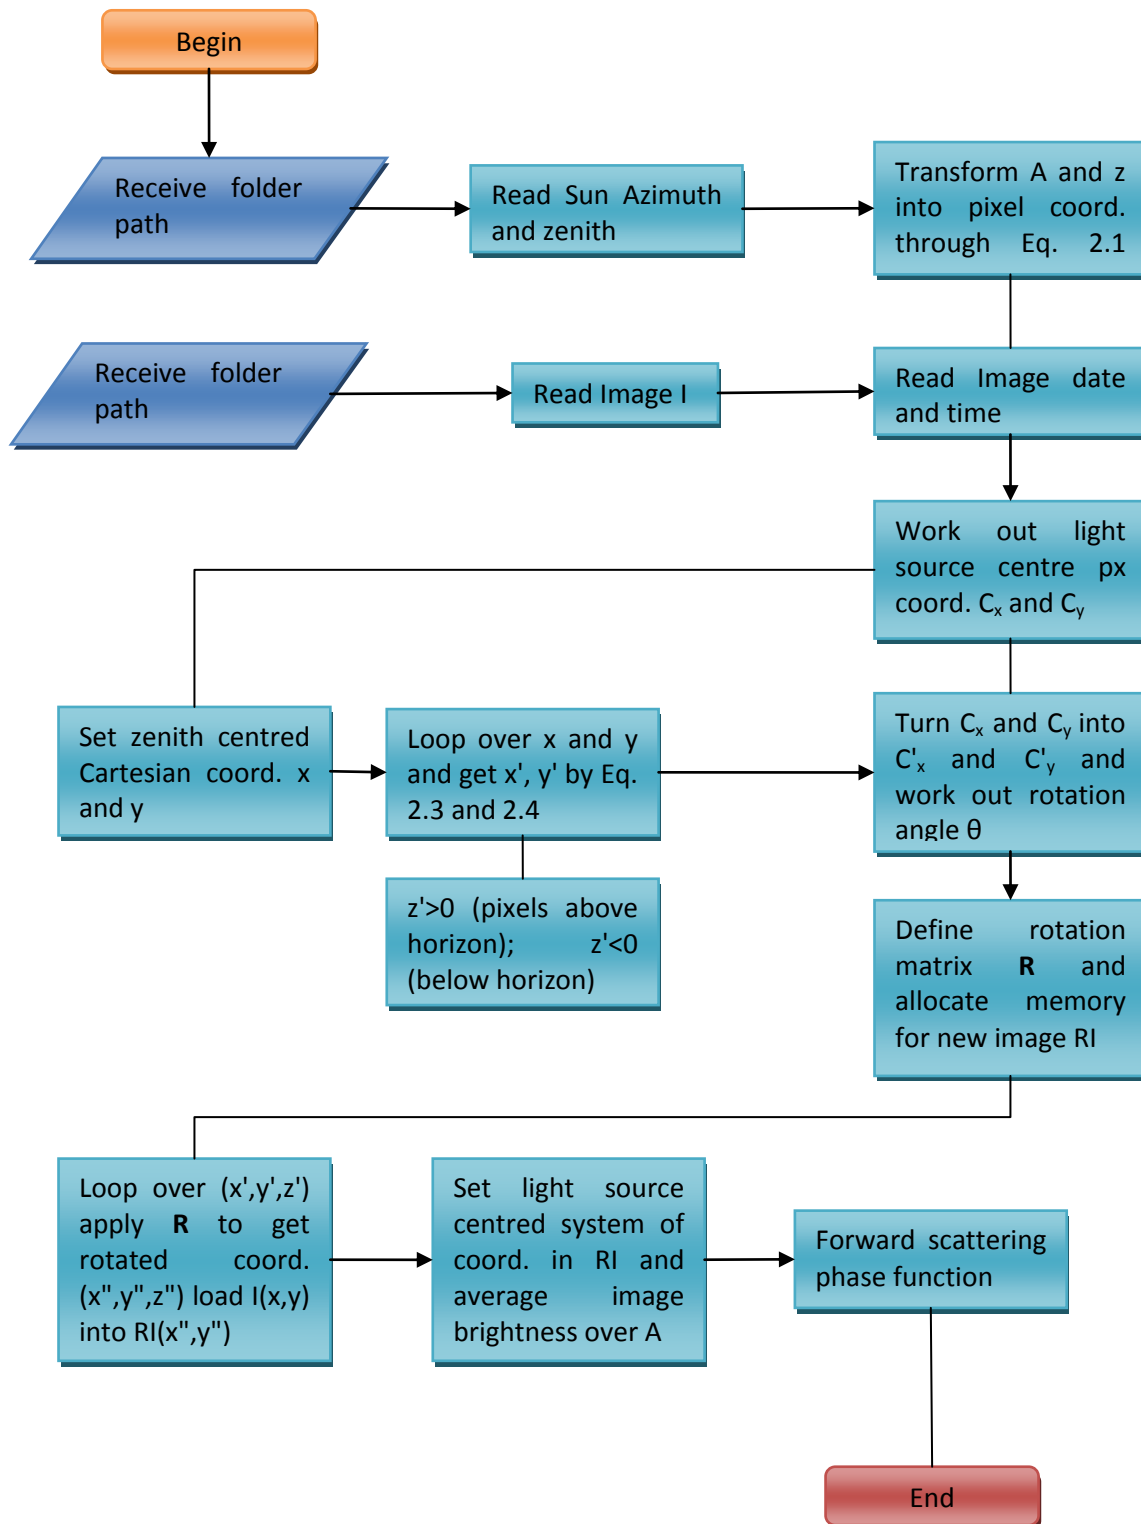 Begin
Receive folder
path
Read Sun Azimuth
and zenith
Transform A and z
into pixel coord.
through Eq. 2.1
Receive folder
path
Read Image I
Read Image date
and time
Work out light
source centre px
coord. Cₓ and Cᵧ
Set zenith centred
Cartesian coord. x
and y
Loop over x and y
and get x', y' by Eq.
2.3 and 2.4
Turn Cₓ and Cᵧ into
C'ₓ and C'ᵧ and
work out rotation
angle θ
z'>0 (pixels above
horizon); z'<0
(below horizon)
Define rotation
matrix R and
allocate memory
for new image RI
Loop over (x',y',z')
apply R to get
rotated coord.
(x",y",z") load I(x,y)
into RI(x",y")
Set light source
centred system of
coord. in RI and
average image
brightness over A
Forward scattering
phase function
End